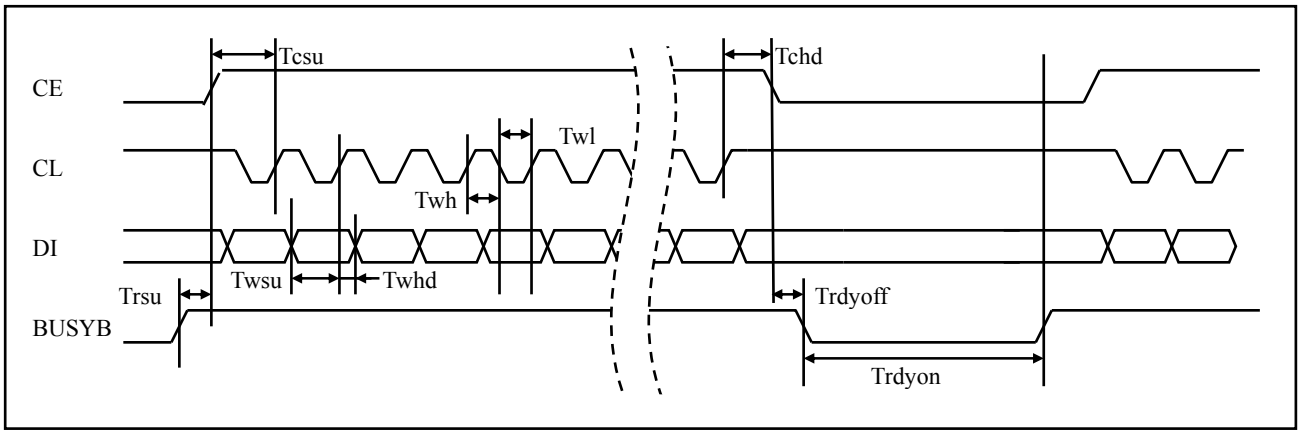 Tcsu
Tchd
CE
Twl
CL
Twh
DI
Twsu
Twhd
Trsu
Trdyoff
BUSYB
Trdyon